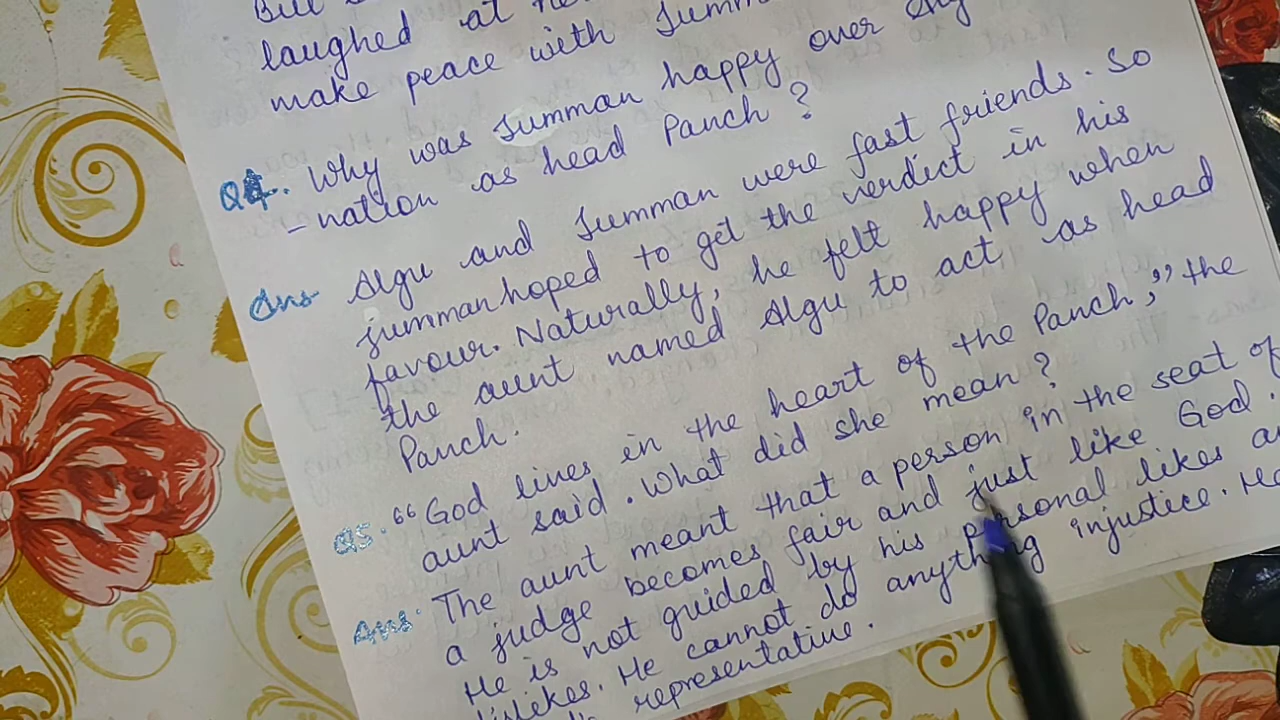 But
laughed at
make peace with Jumm
Q4. Why was Jumman happy over
- nation as head Panch ?
Ans Algu and Jumman were fast friends. So
Jumman hoped to get the verdict in his
favour. Naturally, he felt happy when
the aunt named Algu to act as head
Panch.
Q5. "God lives in the heart of the Panch," the
aunt said. What did she mean ?
Ans. The aunt meant that a person in the seat of
a judge becomes fair and just like God.
He is not guided by his personal likes
dislikes. He cannot do anything injustice. He
representative.